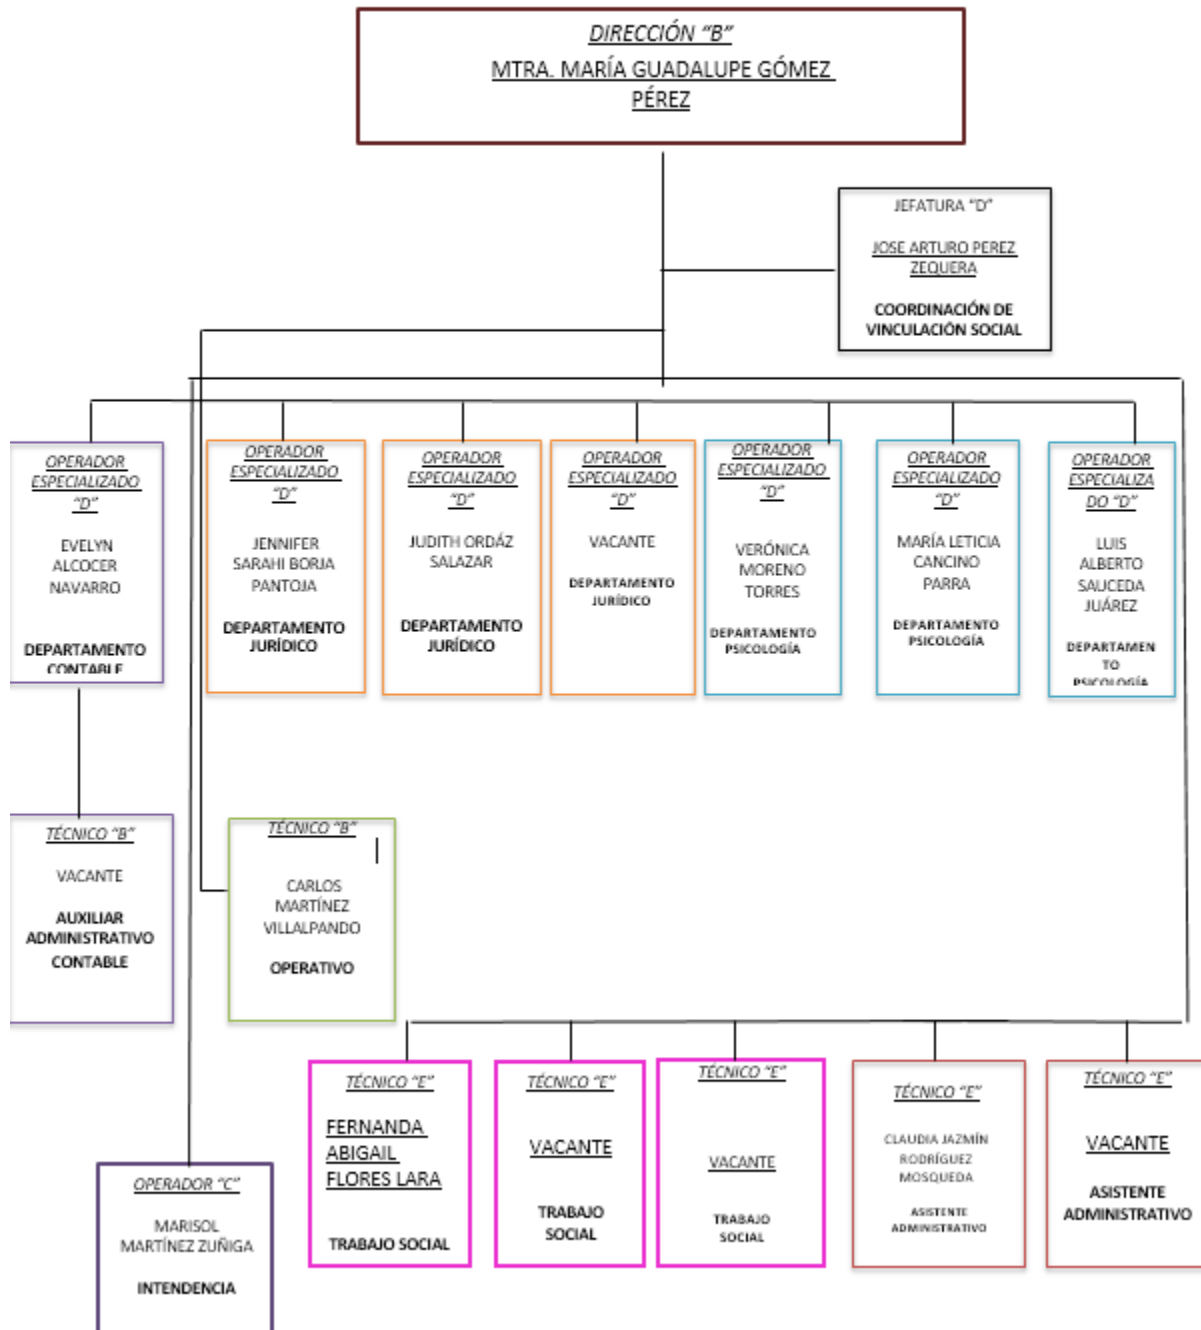 DIRECCIÓN "B"
MTRA. MARÍA GUADALUPE GÓMEZ
PÉREZ
JEFATURA "D"
JOSE ARTURO PEREZ
ZEQUERA
COORDINACIÓN DE
VINCULACIÓN SOCIAL
OPERADOR
ESPECIALIZADO
"D"
EVELYN
ALCOCER
NAVARRO
DEPARTAMENTO
CONTABLE
OPERADOR
ESPECIALIZADO
"D"
JENNIFER
SARAHI BORJA
PANTOJA
DEPARTAMENTO
JURÍDICO
OPERADOR
ESPECIALIZADO
"D"
JUDITH ORDÁZ
SALAZAR
DEPARTAMENTO
JURÍDICO
OPERADOR
ESPECIALIZADO
"D"
VACANTE
DEPARTAMENTO
JURÍDICO
OPERADOR
ESPECIALIZADO
"D"
VERÓNICA
MORENO
TORRES
DEPARTAMENTO
PSICOLOGÍA
OPERADOR
ESPECIALIZADO
"D"
MARÍA LETICIA
CANCINO
PARRA
DEPARTAMENTO
PSICOLOGÍA
OPERADOR
ESPECIALIZA
DO "D"
LUIS
ALBERTO
SAUCEDA
JUÁREZ
DEPARTAMEN
TO
PSICOLOGÍA
TÉCNICO "B"
VACANTE
AUXILIAR
ADMINISTRATIVO
CONTABLE
TÉCNICO "B"
CARLOS
MARTÍNEZ
VILLALPANDO
OPERATIVO
TÉCNICO "E"
FERNANDA
ABIGAIL
FLORES LARA
TRABAJO SOCIAL
TÉCNICO "E"
VACANTE
TRABAJO
SOCIAL
TÉCNICO "E"
VACANTE
TRABAJO
SOCIAL
TÉCNICO "E"
CLAUDIA JAZMÍN
RODRÍGUEZ
MOSQUEDA
ASISTENTE
ADMINISTRATIVO
TÉCNICO "E"
VACANTE
ASISTENTE
ADMINISTRATIVO
OPERADOR "C"
MARISOL
MARTÍNEZ ZUÑIGA
INTENDENCIA